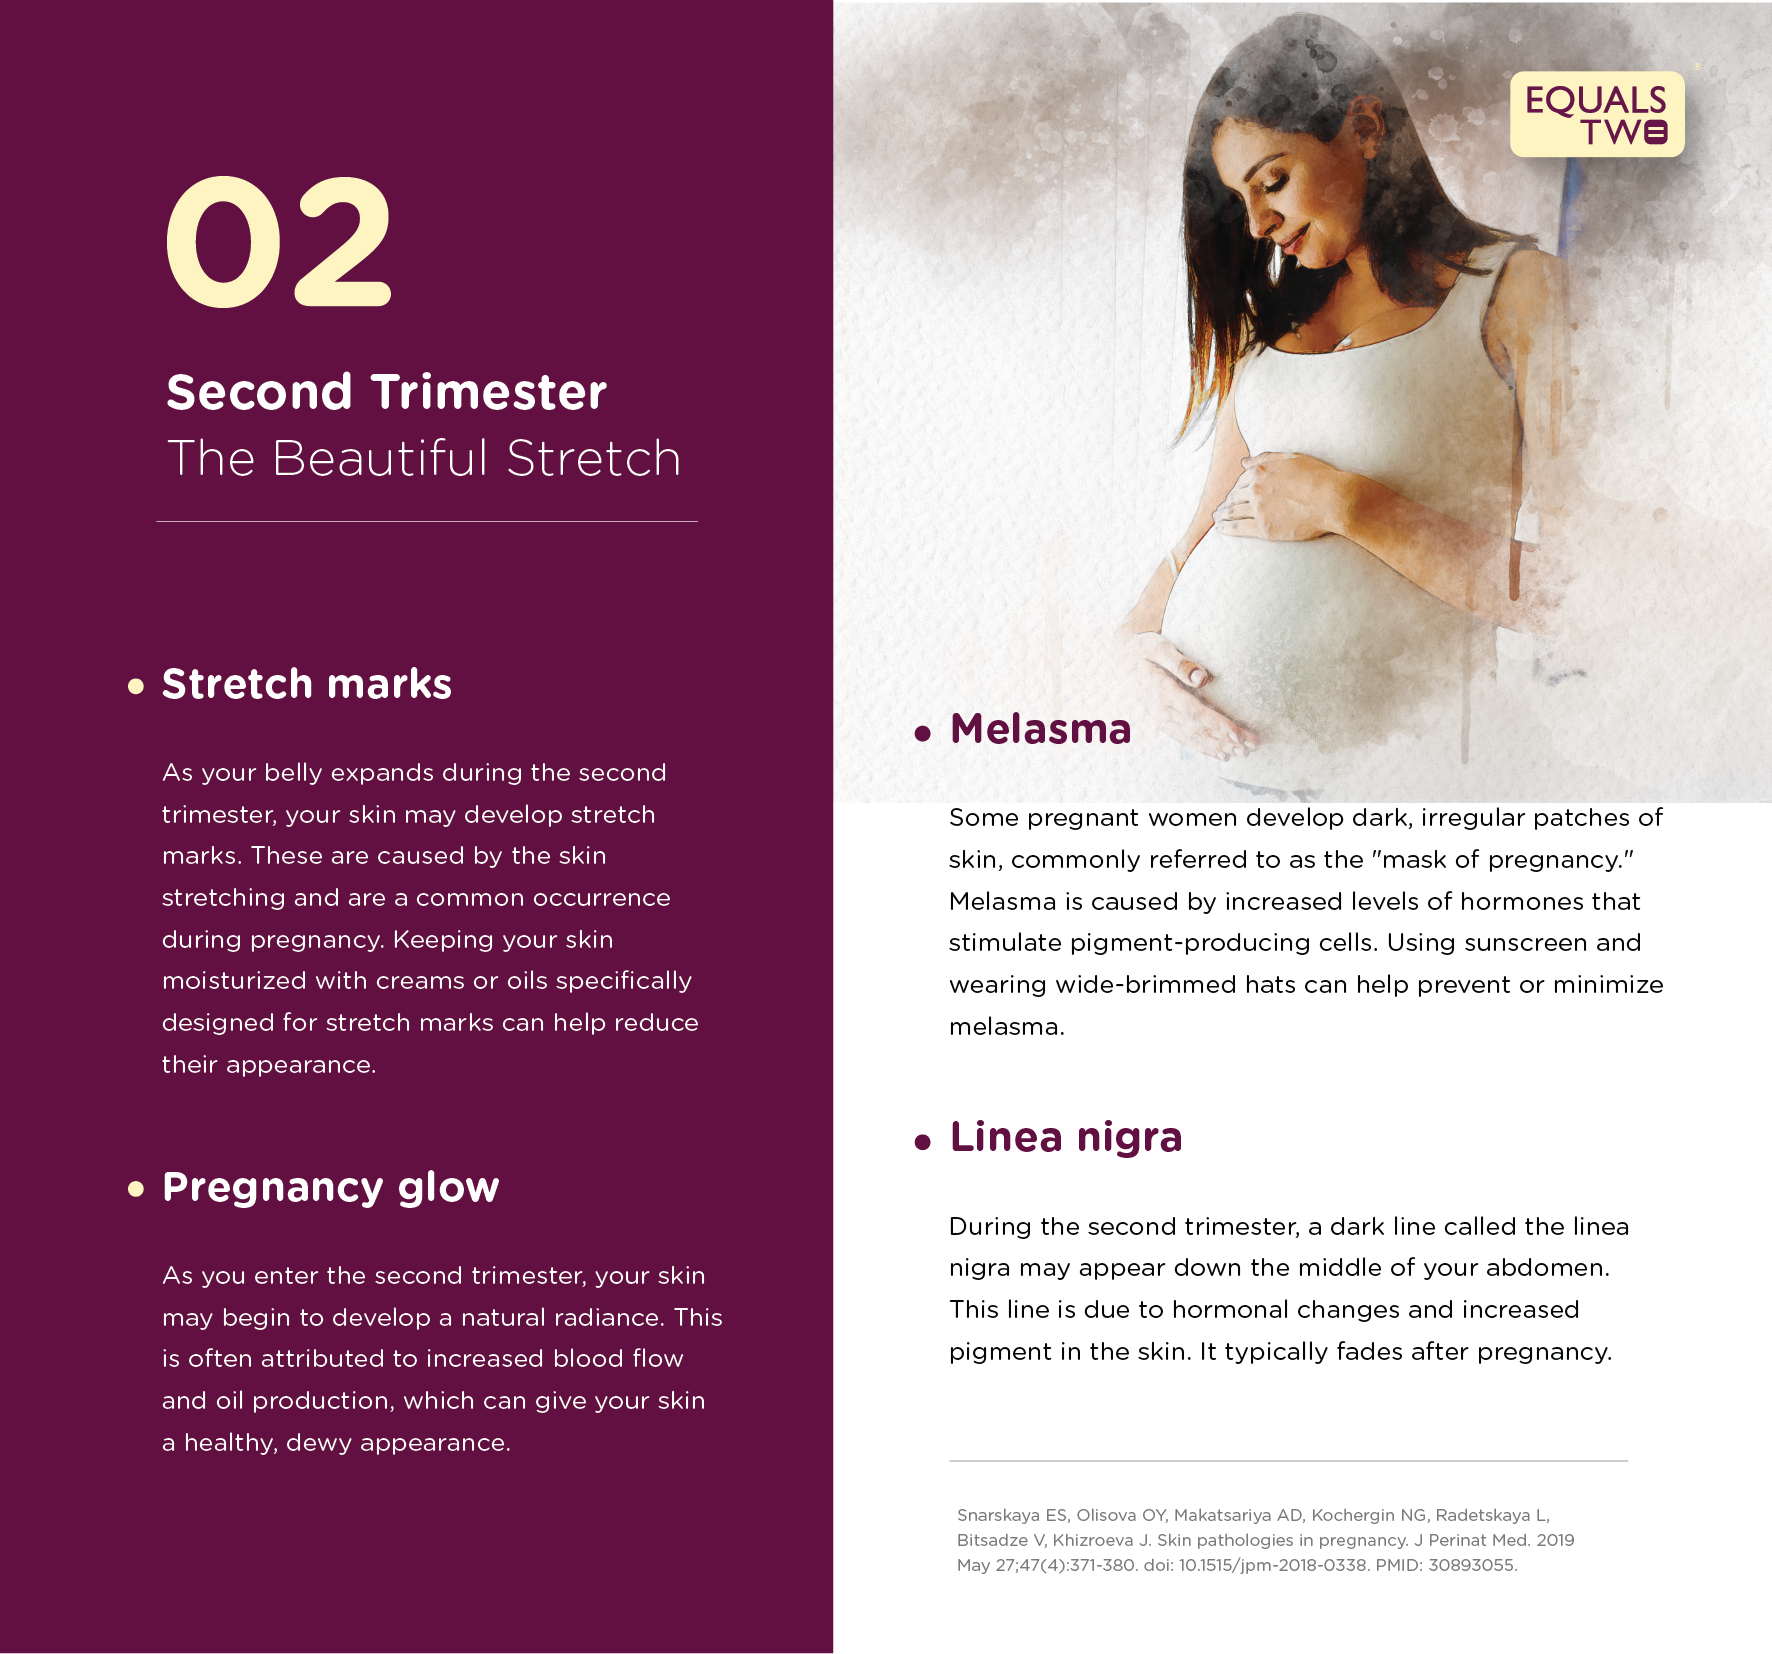 02
Second Trimester
The Beautiful Stretch
Stretch marks
As your belly expands during the second
trimester, your skin may develop stretch
marks. These are caused by the skin
stretching and are a common occurrence
during pregnancy. Keeping your skin
moisturized with creams or oils specifically
designed for stretch marks can help reduce
their appearance.
Pregnancy glow
As you enter the second trimester, your skin
may begin to develop a natural radiance. This
is often attributed to increased blood flow
and oil production, which can give your skin
a healthy, dewy appearance.
EQUALS
TWO
Melasma
Some pregnant women develop dark, irregular patches of
skin, commonly referred to as the "mask of pregnancy."
Melasma is caused by increased levels of hormones that
stimulate pigment-producing cells. Using sunscreen and
wearing wide-brimmed hats can help prevent or minimize
melasma.
Linea nigra
During the second trimester, a dark line called the linea
nigra may appear down the middle of your abdomen.
This line is due to hormonal changes and increased
pigment in the skin. It typically fades after pregnancy.
Snarskaya ES, Olisova OY, Makatsariya AD, Kochergin NG, Radetskaya L,
Bitsadze V, Khizroeva J. Skin pathologies in pregnancy. J Perinat Med. 2019
May 27;47(4):371-380. doi: 10.1515/jpm-2018-0338. PMID: 30893055.